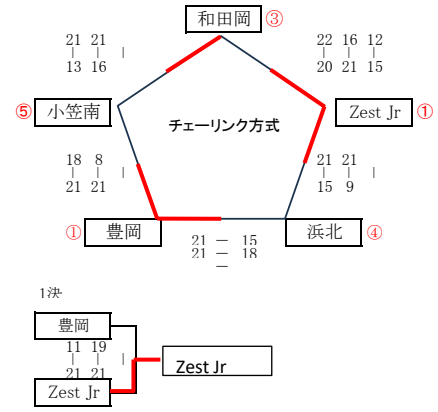 和田岡 ③
21 21
| | |
13 16
22 16 12
| | |
20 21 15
⑤ 小笠南
チェーリンク方式
Zest Jr ①
18 8
| | |
21 21
21 21
| | |
15 9
① 豊岡
浜北 ④
21 － 15
21 － 18
－
1決
豊岡
11 19
| | |
21 21
Zest Jr
Zest Jr